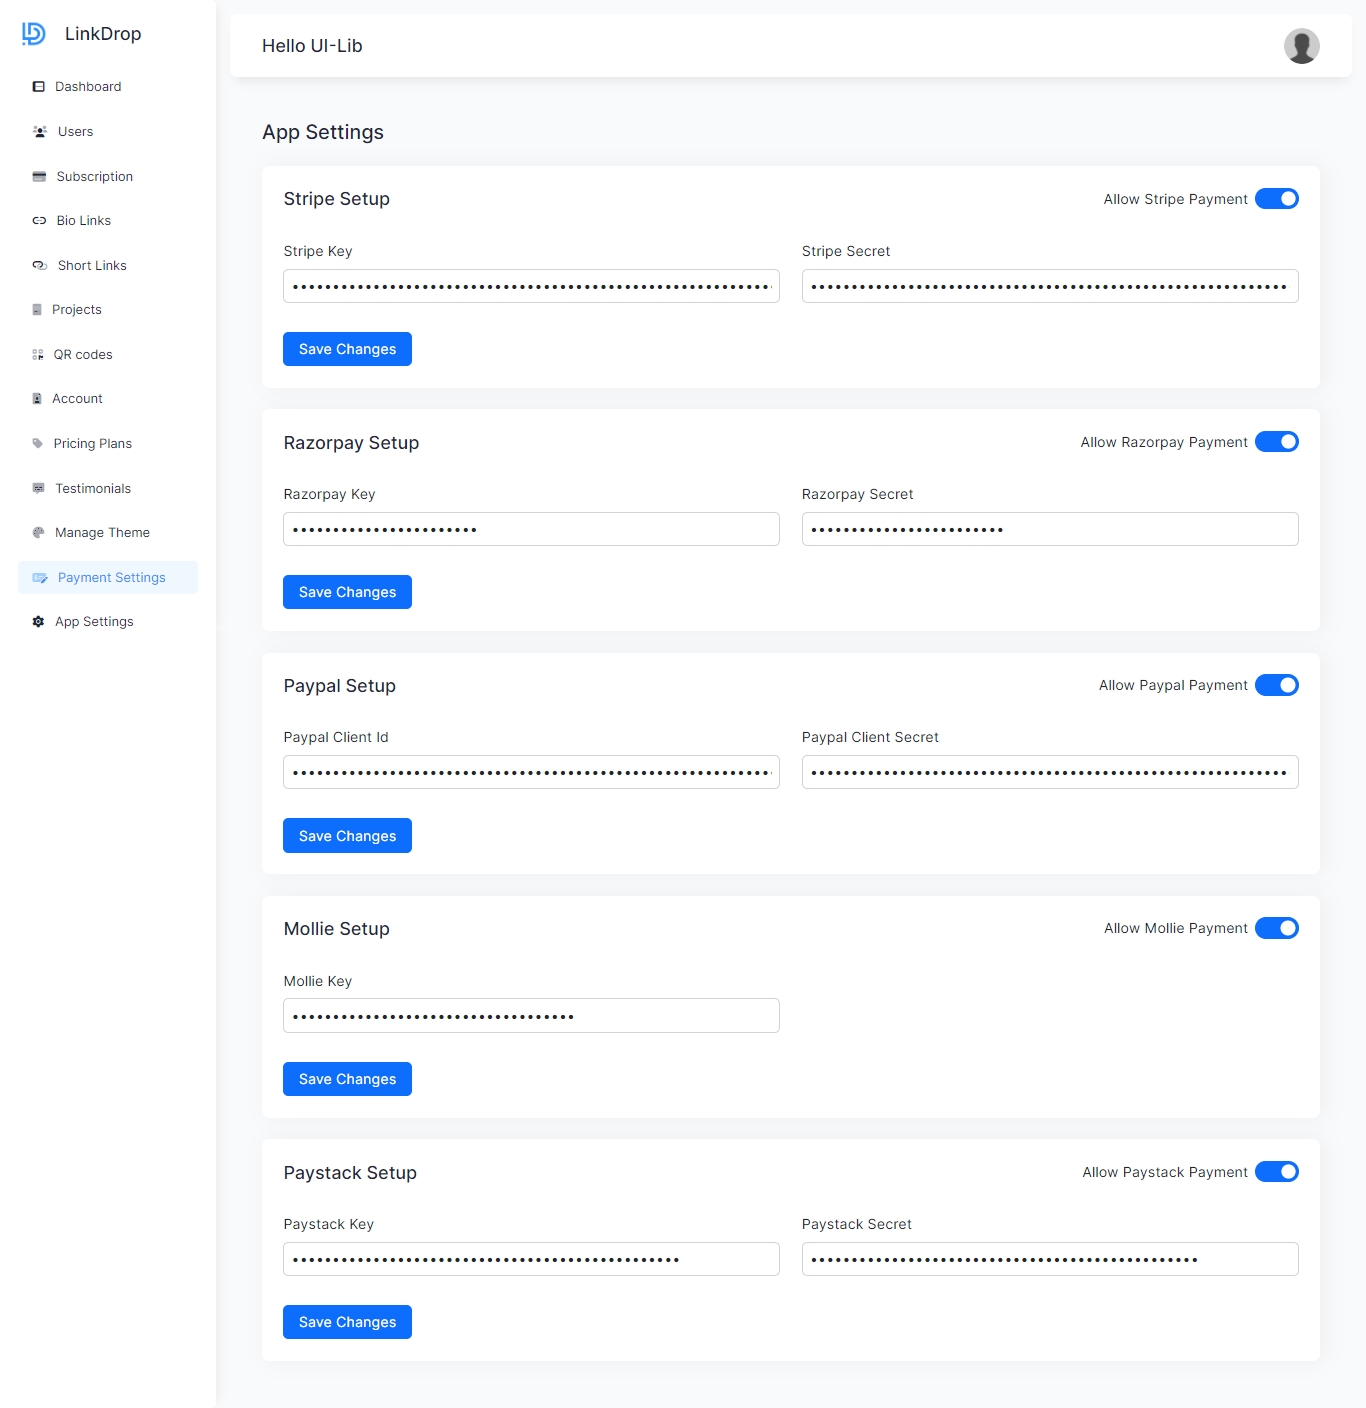 LinkDrop
Dashboard
Users
Subscription
Bio Links
Short Links
Projects
QR codes
Account
Pricing Plans
Testimonials
Manage Theme
Payment Settings
App Settings
Hello UI-Lib
App Settings
Stripe Setup
Allow Stripe Payment
Stripe Key
Stripe Secret
Save Changes
Razorpay Setup
Allow Razorpay Payment
Razorpay Key
Razorpay Secret
Save Changes
Paypal Setup
Allow Paypal Payment
Paypal Client Id
Paypal Client Secret
Save Changes
Mollie Setup
Allow Mollie Payment
Mollie Key
Save Changes
Paystack Setup
Allow Paystack Payment
Paystack Key
Paystack Secret
Save Changes